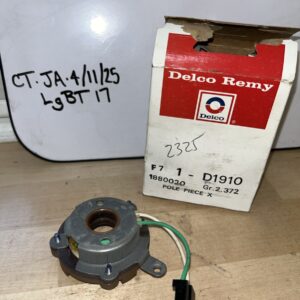 CT.JA.4/11/25
LgBT 17
Delco Remy
Delco
2325
F7 1 - D1910
1880020 Gr. 2.372
POLE PIECE X